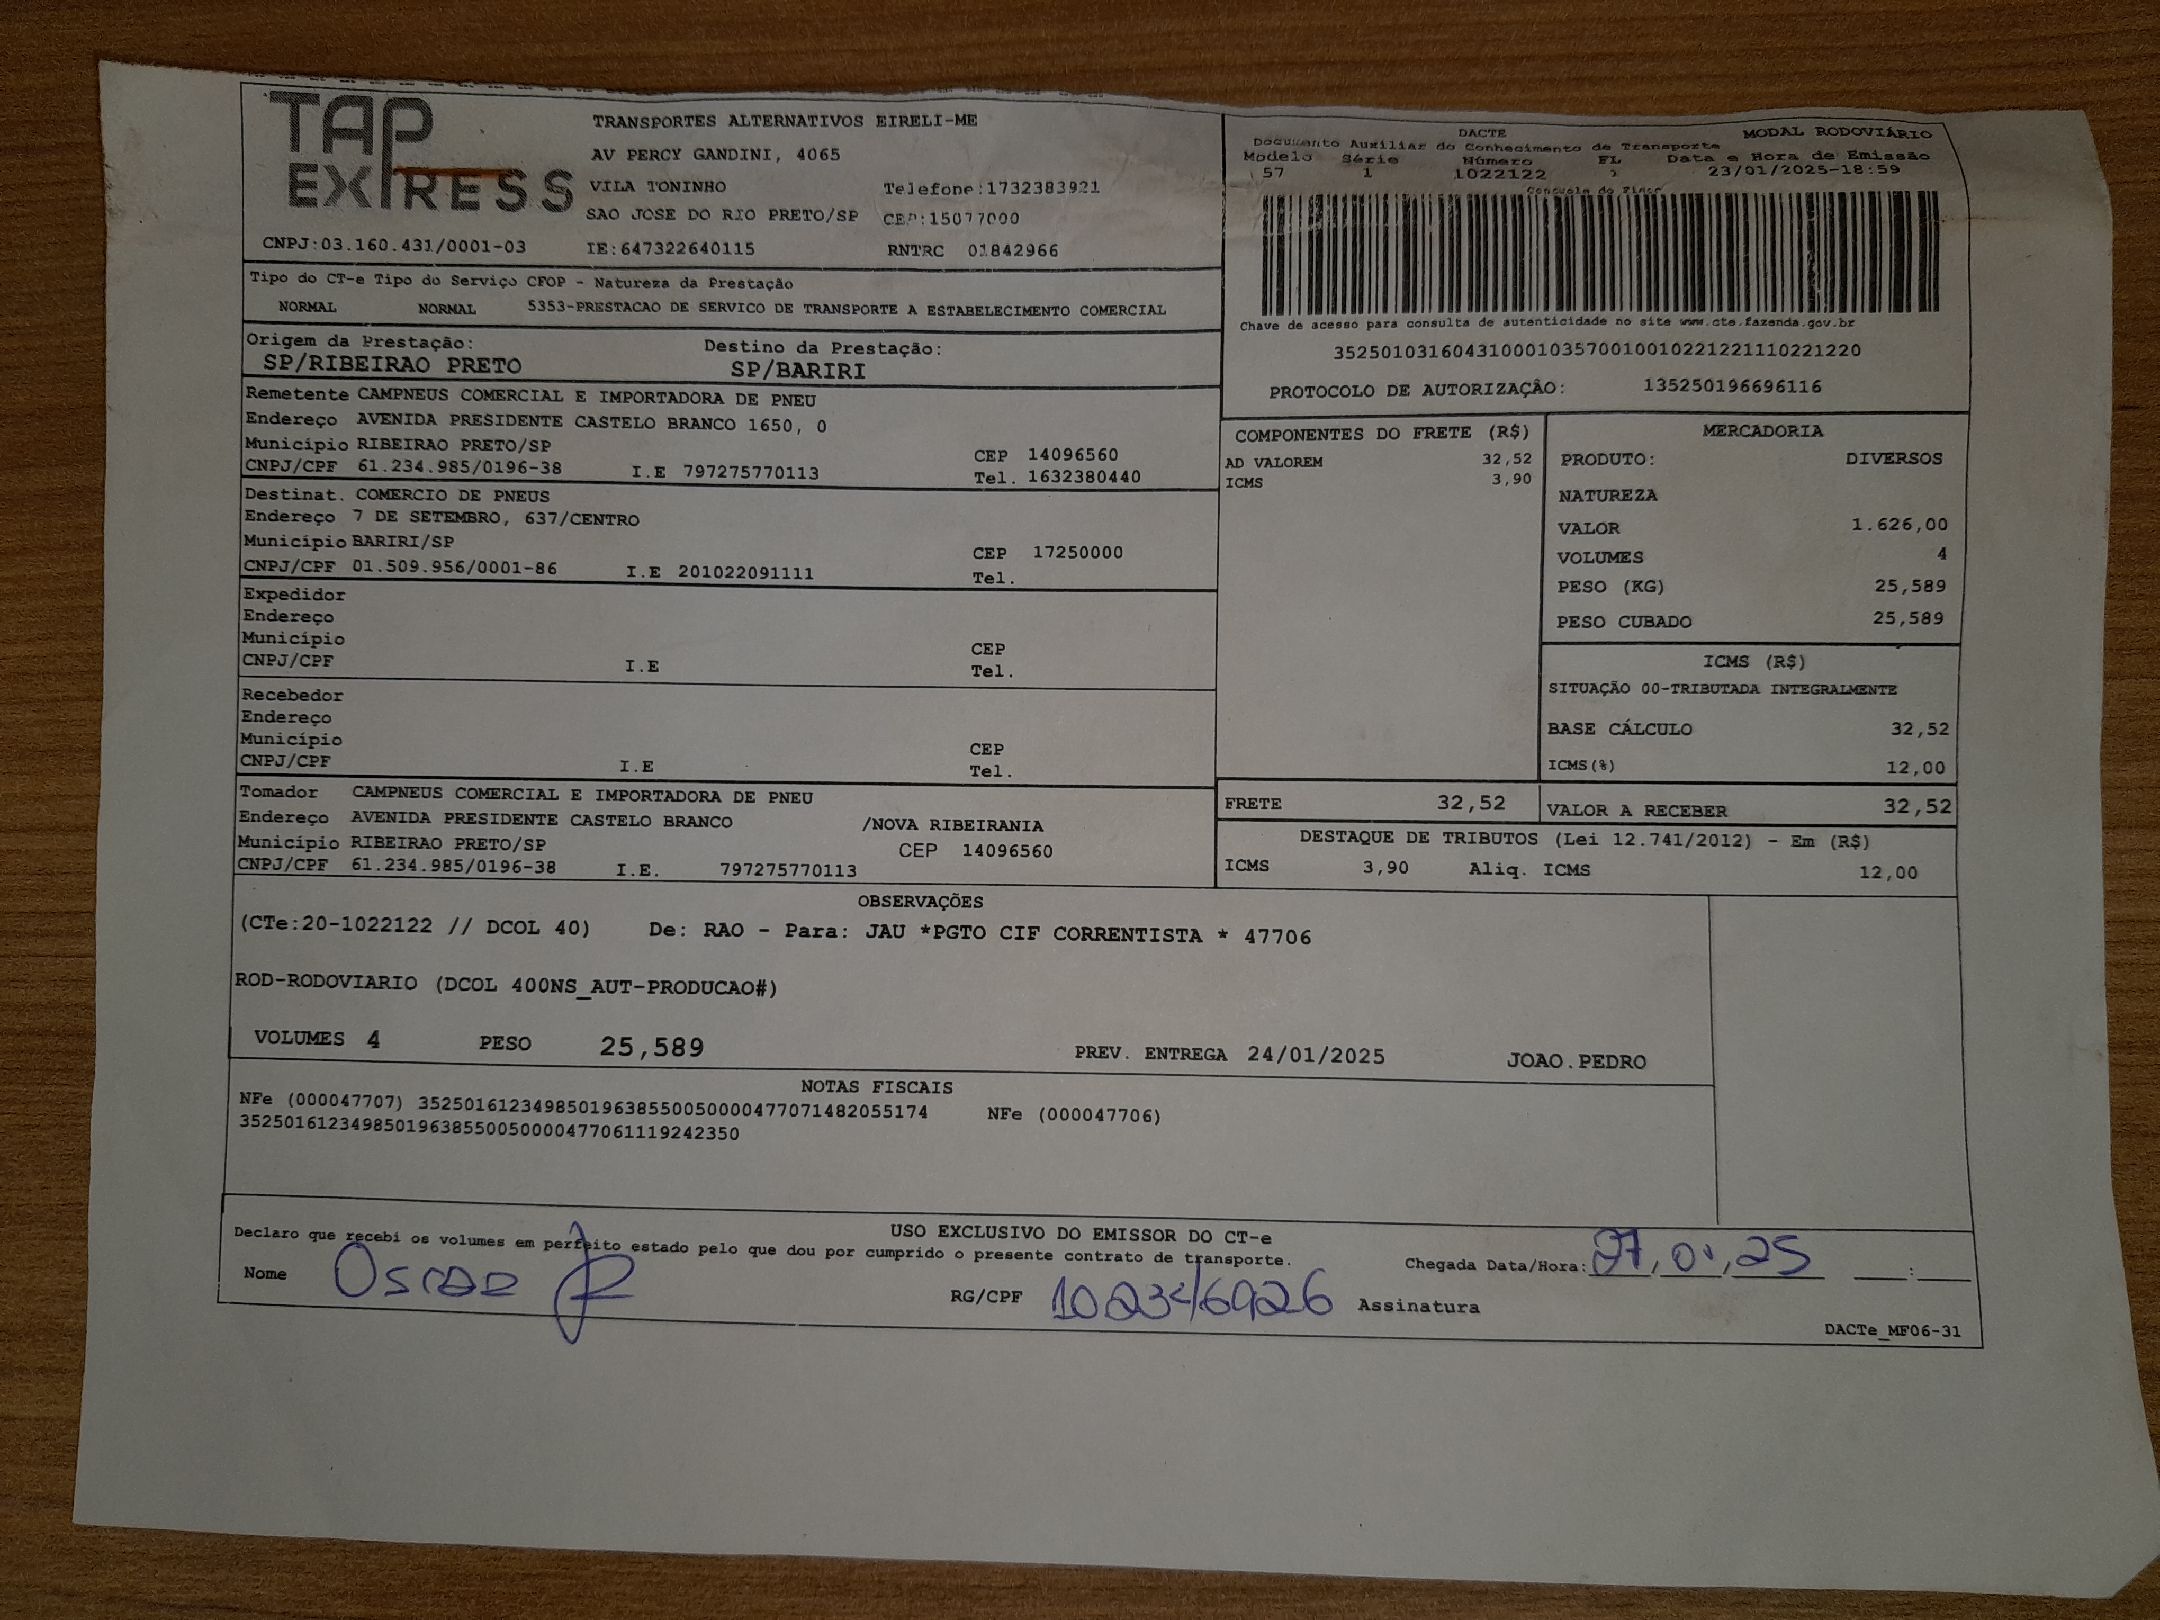 TAP EXPRESS
TRANSPORTES ALTERNATIVOS EIRELI-ME
AV PERCY GANDINI, 4065
VILA TONINHO Telefone:1732383921
SAO JOSE DO RIO PRETO/SP CEP:15077000
CNPJ:03.160.431/0001-03 IE:647322640115 RNTRC 01842966
DACTE MODAL RODOVIÁRIO
Documento Auxiliar do Conhecimento de Transporte
Modelo Série Número FL Data e Hora de Emissão
57 1 1022122 23/01/2025-18:59
Controle do Fisco
Chave de acesso para consulta de autenticidade no site www.cte.fazenda.gov.br
35250103160431000103570010010221221110221220
PROTOCOLO DE AUTORIZAÇÃO: 135250196696116
Tipo do CT-e Tipo do Serviço CFOP - Natureza da Prestação
NORMAL NORMAL 5353-PRESTACAO DE SERVICO DE TRANSPORTE A ESTABELECIMENTO COMERCIAL
Origem da Prestação: Destino da Prestação:
SP/RIBEIRAO PRETO SP/BARIRI
Remetente CAMPNEUS COMERCIAL E IMPORTADORA DE PNEU
Endereço AVENIDA PRESIDENTE CASTELO BRANCO 1650, 0
Município RIBEIRAO PRETO/SP CEP 14096560
CNPJ/CPF 61.234.985/0196-38 I.E 797275770113 Tel. 1632380440
Destinat. COMERCIO DE PNEUS
Endereço 7 DE SETEMBRO, 637/CENTRO
Município BARIRI/SP CEP 17250000
CNPJ/CPF 01.509.956/0001-86 I.E 201022091111 Tel.
Expedidor
Endereço
Município CEP
CNPJ/CPF I.E Tel.
Recebedor
Endereço
Município CEP
CNPJ/CPF I.E Tel.
Tomador CAMPNEUS COMERCIAL E IMPORTADORA DE PNEU
Endereço AVENIDA PRESIDENTE CASTELO BRANCO /NOVA RIBEIRANIA
Município RIBEIRAO PRETO/SP CEP 14096560
CNPJ/CPF 61.234.985/0196-38 I.E. 797275770113
COMPONENTES DO FRETE (R$)
AD VALOREM 32,52
ICMS 3,90
MERCADORIA
PRODUTO: DIVERSOS
NATUREZA
VALOR 1.626,00
VOLUMES 4
PESO (KG) 25,589
PESO CUBADO 25,589
ICMS (R$)
SITUAÇÃO 00-TRIBUTADA INTEGRALMENTE
BASE CÁLCULO 32,52
ICMS(%) 12,00
FRETE 32,52 VALOR A RECEBER 32,52
DESTAQUE DE TRIBUTOS (Lei 12.741/2012) - Em (R$)
ICMS 3,90 Aliq. ICMS 12,00
OBSERVAÇÕES
(CTe:20-1022122 // DCOL 40) De: RAO - Para: JAU *PGTO CIF CORRENTISTA * 47706
ROD-RODOVIARIO (DCOL 400NS_AUT-PRODUCAO#)
VOLUMES 4 PESO 25,589 PREV. ENTREGA 24/01/2025 JOAO.PEDRO
NOTAS FISCAIS
NFe (000047707) 35250161234985019638550050000477071482055174 NFe (000047706)
35250161234985019638550050000477061119242350
USO EXCLUSIVO DO EMISSOR DO CT-e
Declaro que recebi os volumes em perfeito estado pelo que dou por cumprido o presente contrato de transporte.
Chegada Data/Hora: 27,01,25 :
Nome Oscar RG/CPF 10 23 46926 Assinatura
DACTe_MF06-31